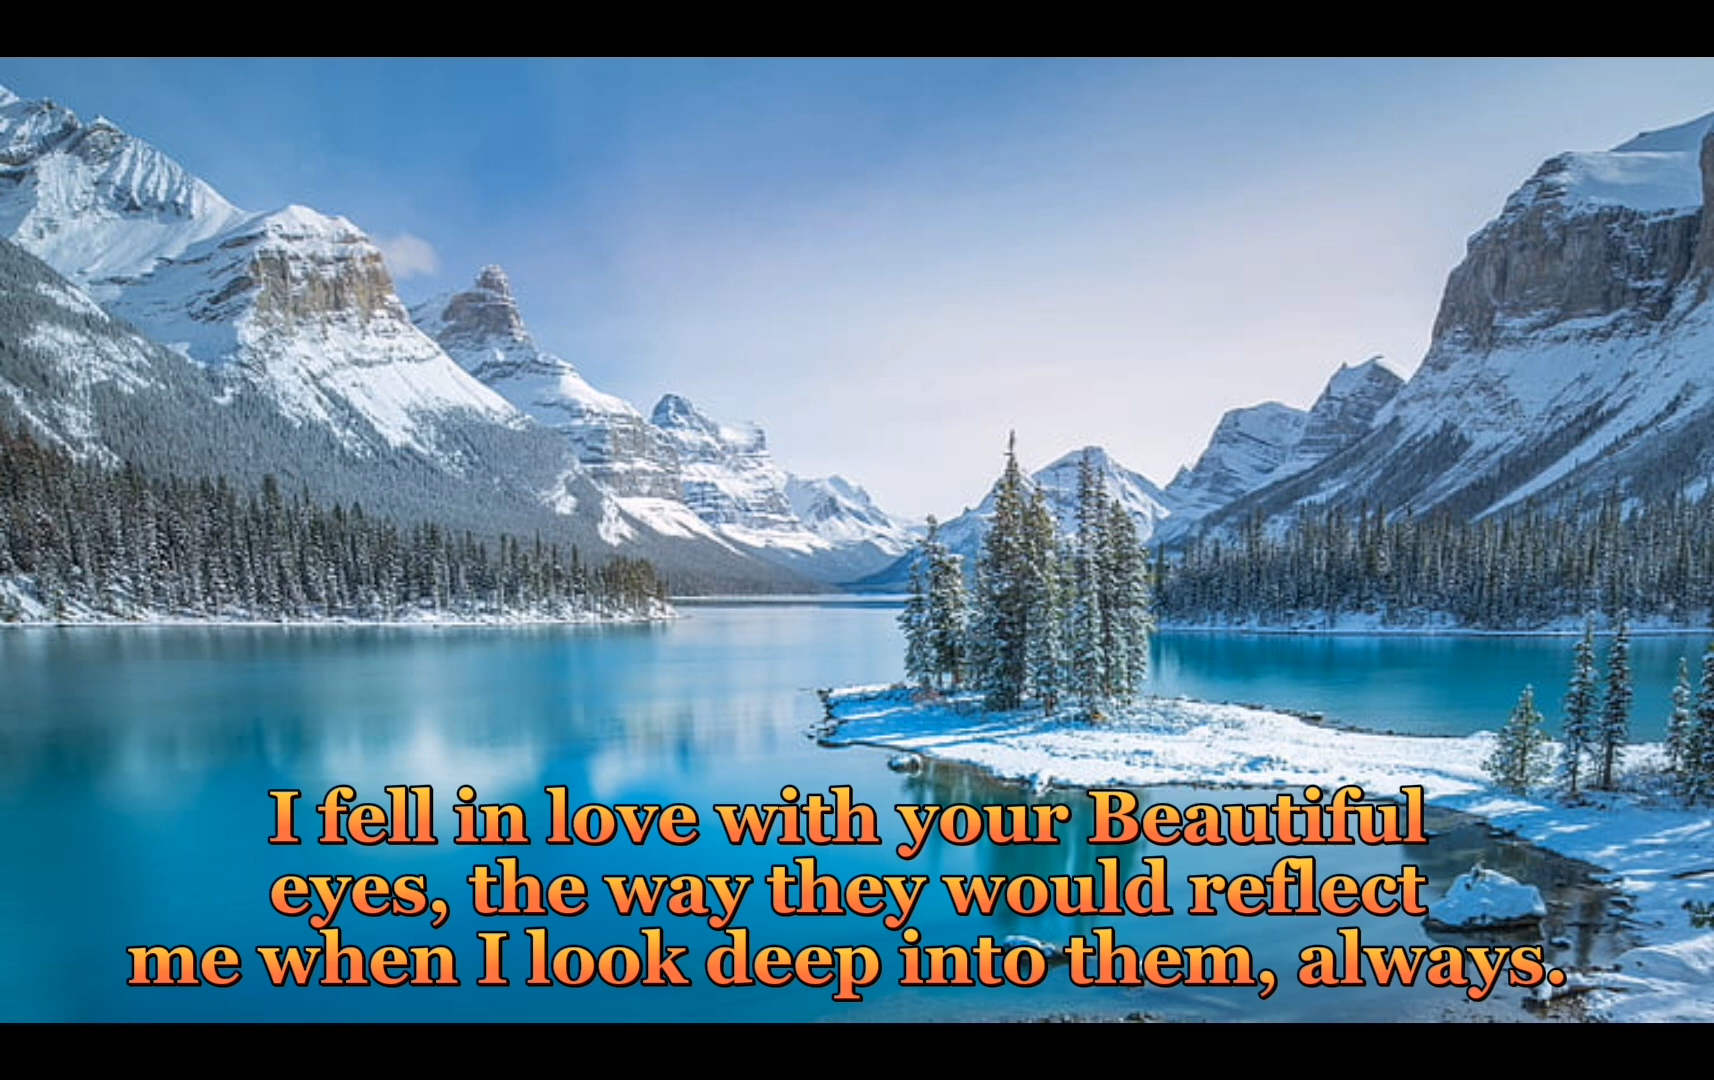 I fell in love with your Beautiful
eyes, the way they would reflect
me when I look deep into them, always.